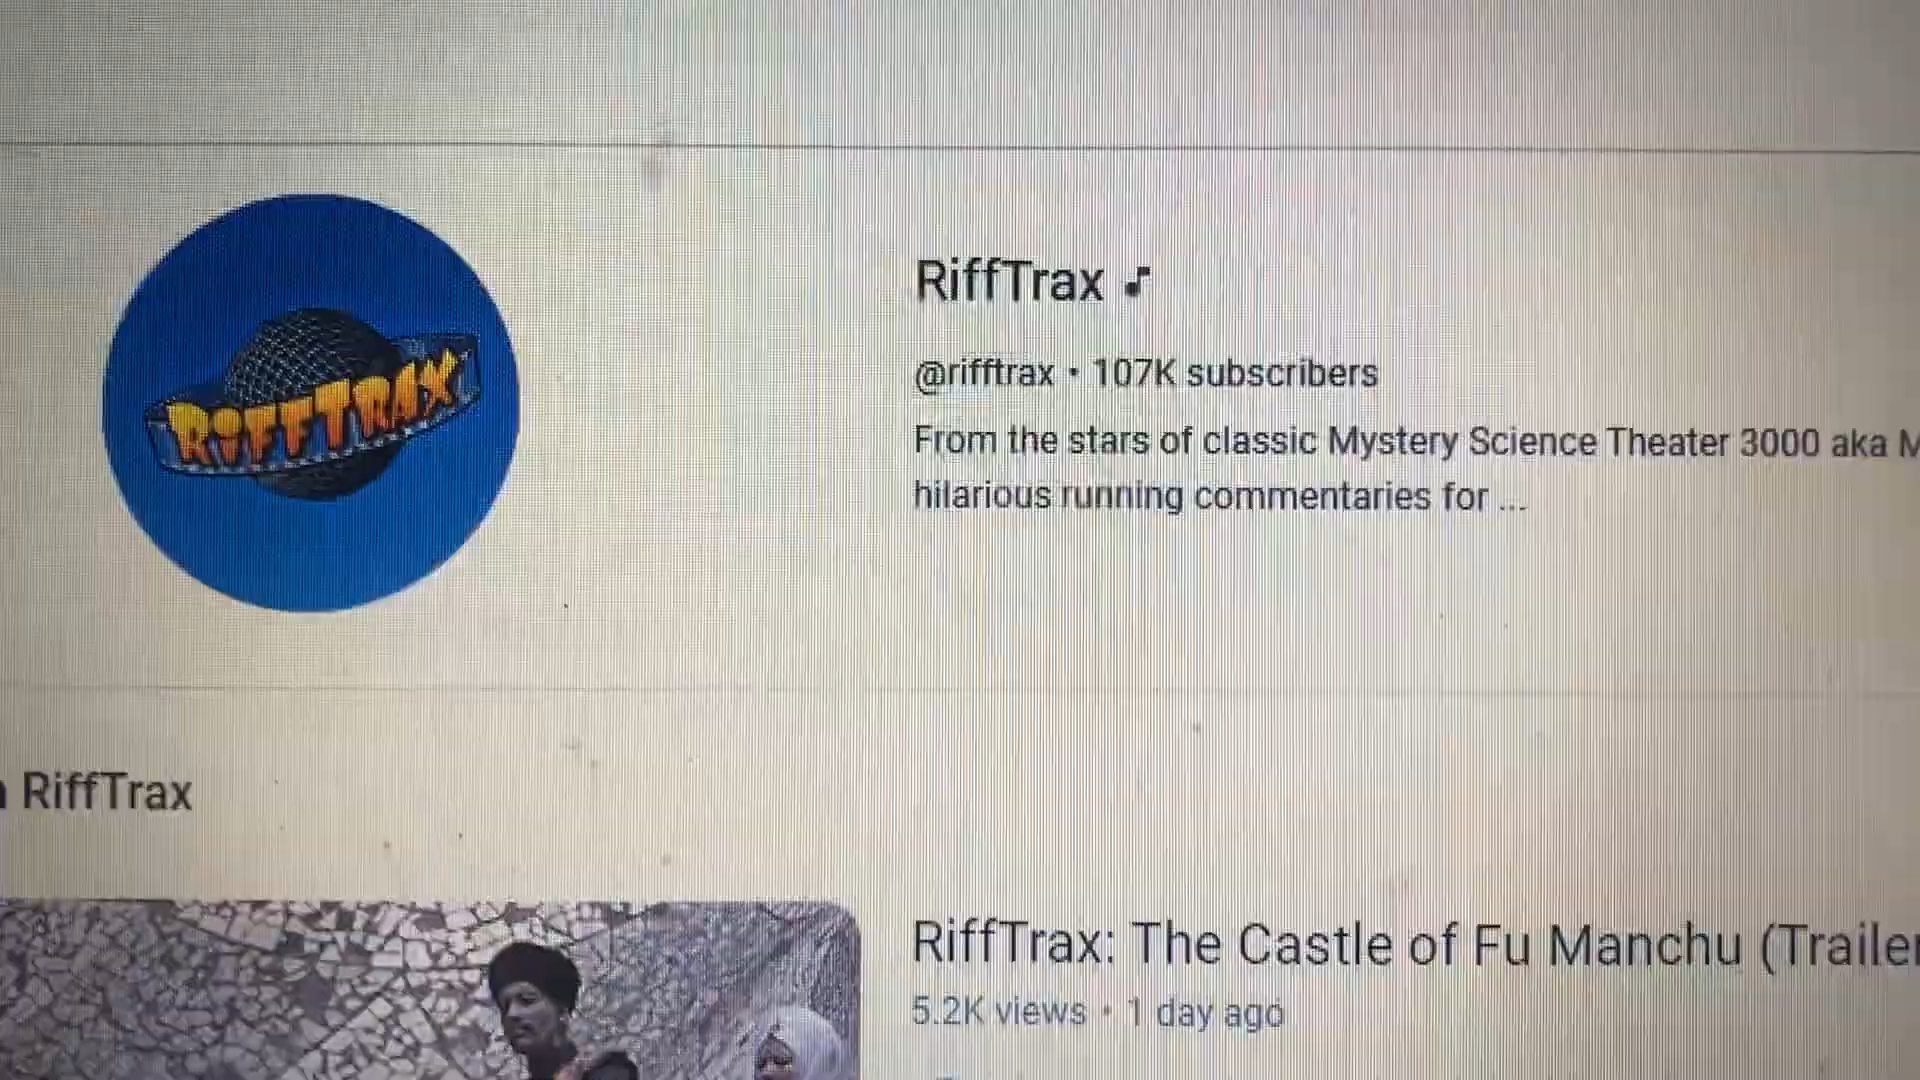 RiffTrax ♪
RIFFTRAX
@rifftrax • 107K subscribers
From the stars of classic Mystery Science Theater 3000 aka M
hilarious running commentaries for ...
RiffTrax
RiffTrax: The Castle of Fu Manchu (Trailer
5.2K views • 1 day ago